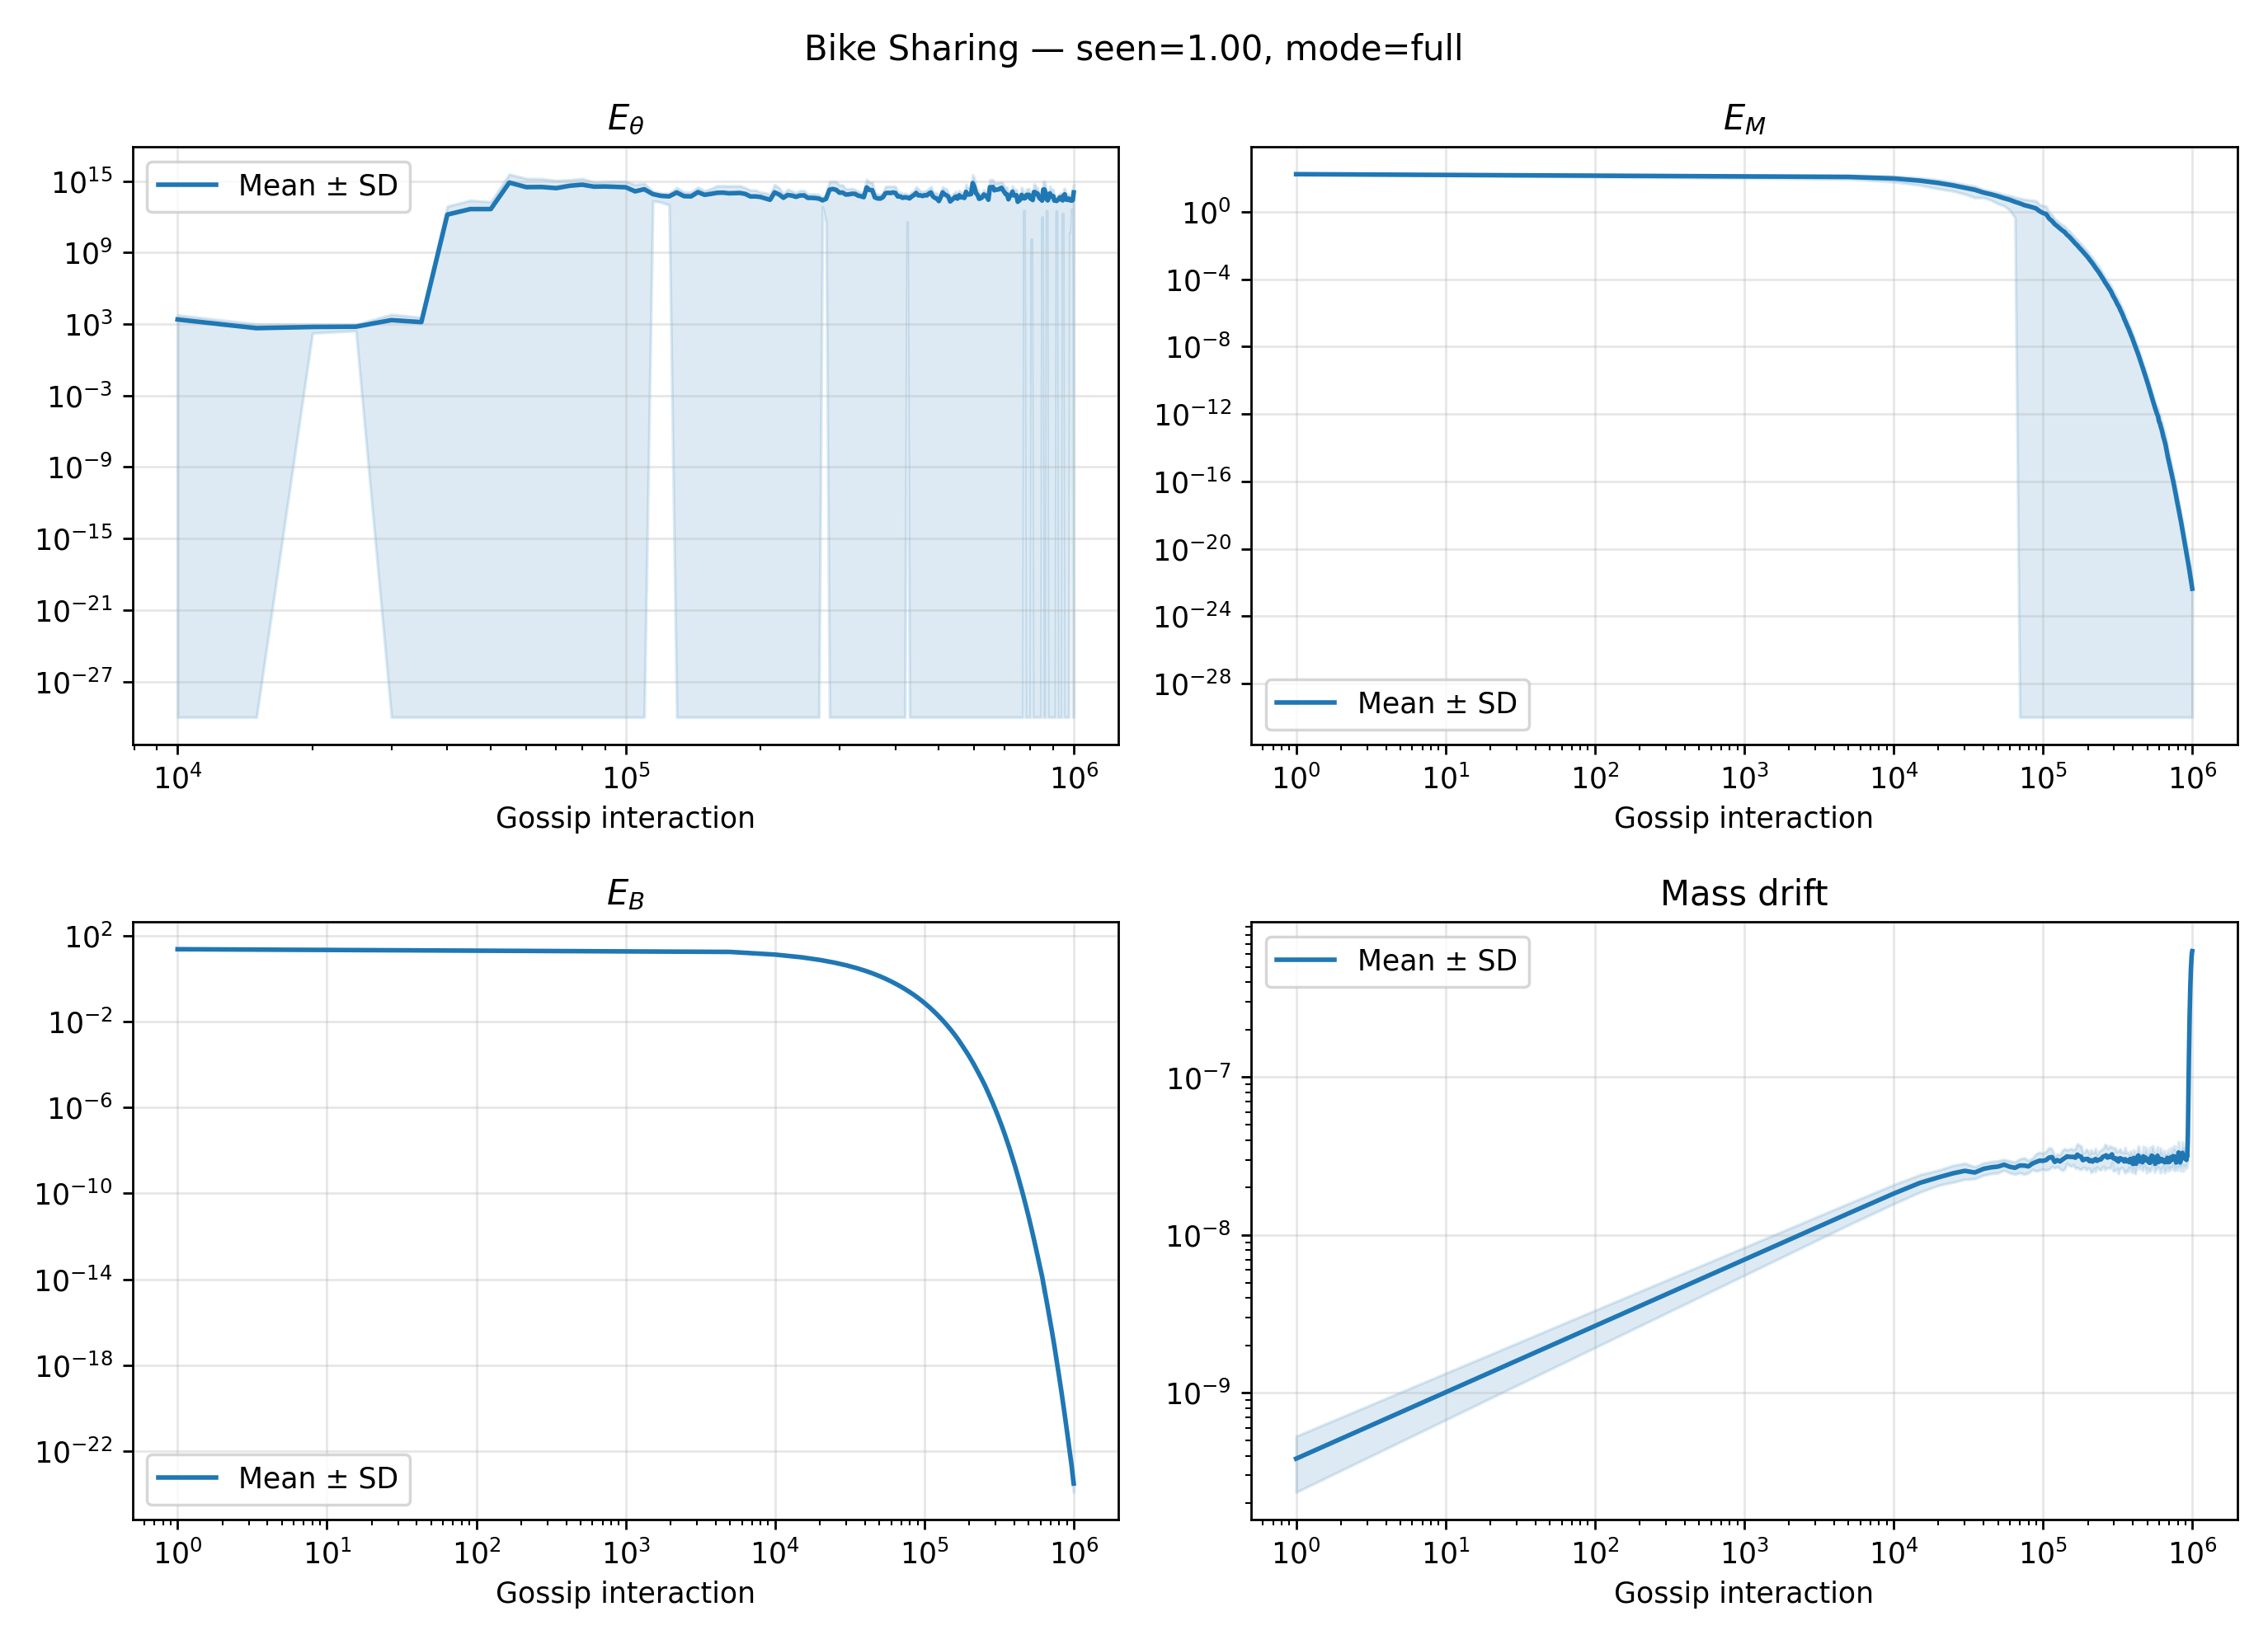 Bike Sharing — seen=1.00, mode=full
E_θ
10^15
10^9
10^3
10^−3
10^−9
10^−15
10^−21
10^−27
Mean ± SD
10^4 10^5 10^6
Gossip interaction
E_M
10^0
10^−4
10^−8
10^−12
10^−16
10^−20
10^−24
10^−28
Mean ± SD
10^0 10^1 10^2 10^3 10^4 10^5 10^6
Gossip interaction
E_B
10^2
10^−2
10^−6
10^−10
10^−14
10^−18
10^−22
Mean ± SD
10^0 10^1 10^2 10^3 10^4 10^5 10^6
Gossip interaction
Mass drift
Mean ± SD
10^−7
10^−8
10^−9
10^0 10^1 10^2 10^3 10^4 10^5 10^6
Gossip interaction